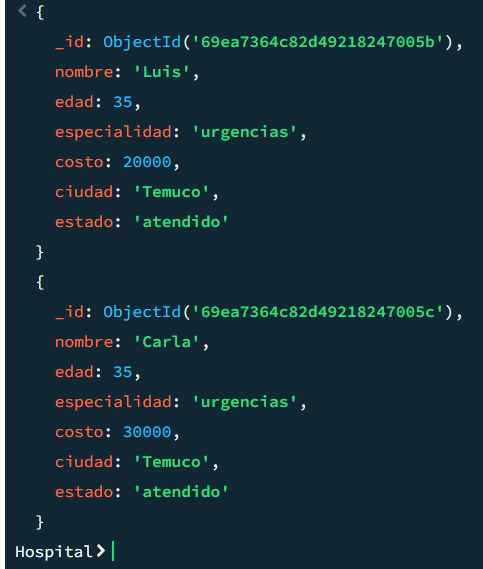 < {
_id: ObjectId('69ea7364c82d49218247005b'),
nombre: 'Luis',
edad: 35,
especialidad: 'urgencias',
costo: 20000,
ciudad: 'Temuco',
estado: 'atendido'
}
{
_id: ObjectId('69ea7364c82d49218247005c'),
nombre: 'Carla',
edad: 35,
especialidad: 'urgencias',
costo: 30000,
ciudad: 'Temuco',
estado: 'atendido'
}
Hospital>